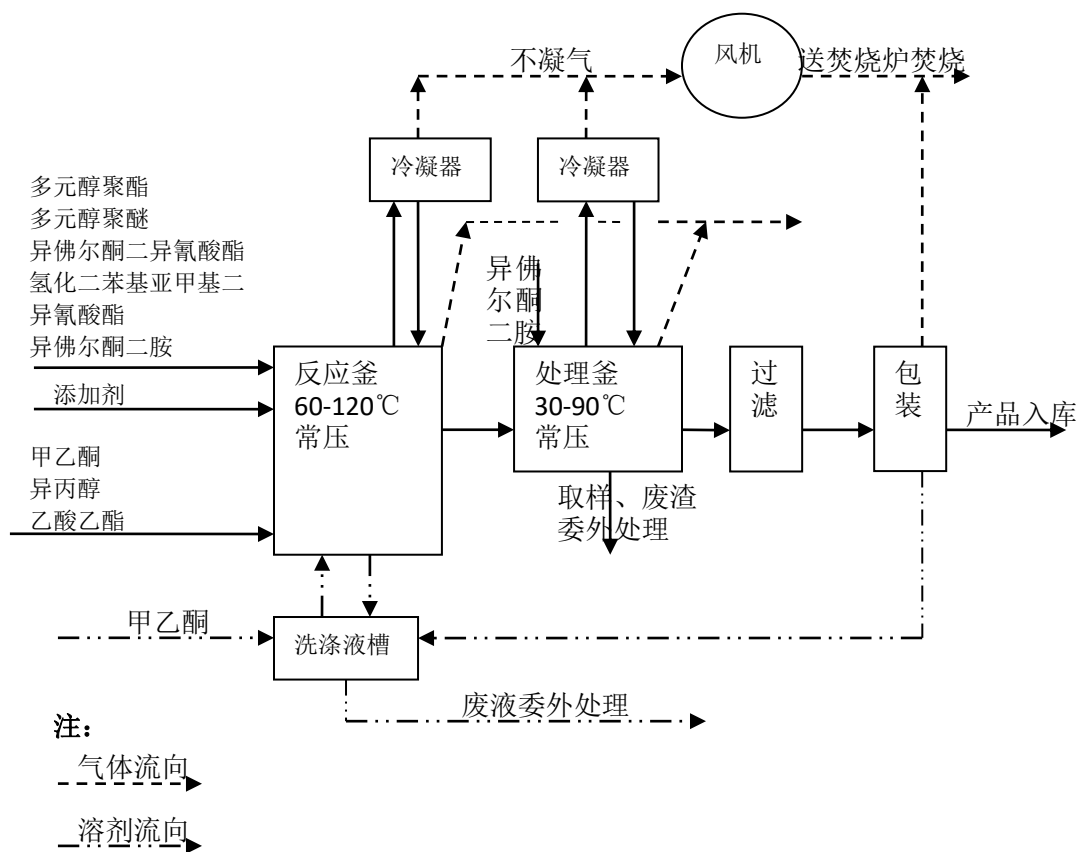 不凝气
风机
送焚烧炉焚烧
冷凝器
冷凝器
多元醇聚酯
多元醇聚醚
异佛尔酮二异氰酸酯
氢化二苯基亚甲基二
异氰酸酯
异佛尔酮二胺
添加剂
甲乙酮
异丙醇
乙酸乙酯
反应釜
60-120℃
常压
异佛
尔酮
二胺
处理釜
30-90℃
常压
过
滤
包
装
产品入库
取样、废渣
委外处理
甲乙酮
洗涤液槽
废液委外处理
注：
气体流向
溶剂流向